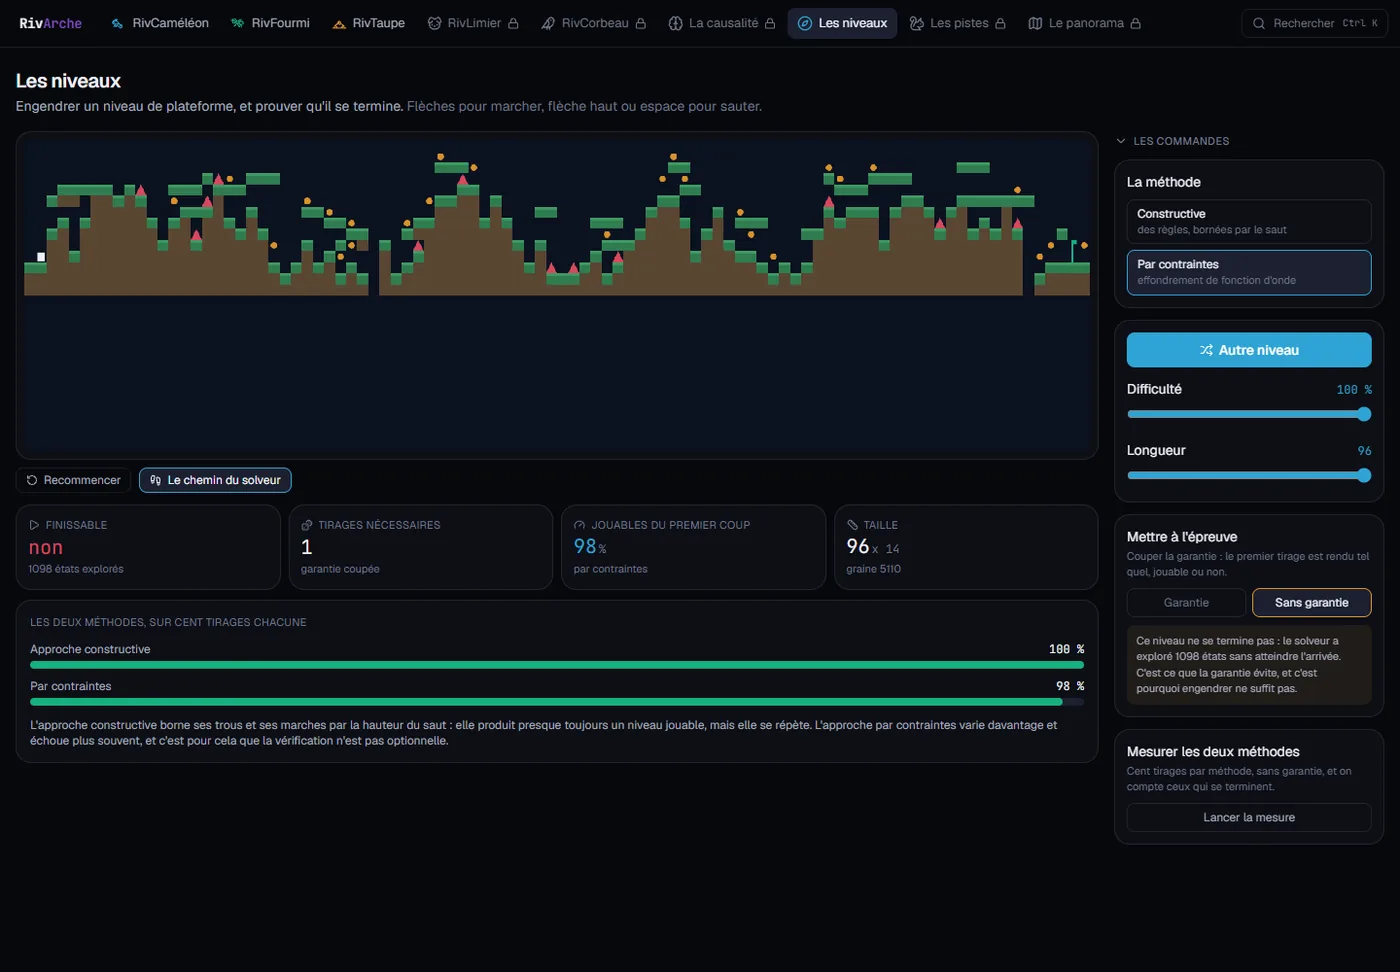 RivArche
RivCaméléon
RivFourmi
RivTaupe
RivLimier
RivCorbeau
La causalité
Les niveaux
Les pistes
Le panorama
Rechercher Ctrl K
Les niveaux
Engendrer un niveau de plateforme, et prouver qu'il se termine. Flèches pour marcher, flèche haut ou espace pour sauter.
LES COMMANDES
La méthode
Constructive
des règles, bornées par le saut
Par contraintes
effondrement de fonction d'onde
Autre niveau
Difficulté 100 %
Longueur 96
Mettre à l'épreuve
Couper la garantie : le premier tirage est rendu tel
quel, jouable ou non.
Garantie
Sans garantie
Ce niveau ne se termine pas : le solveur a
exploré 1098 états sans atteindre l'arrivée.
C'est ce que la garantie évite, et c'est
pourquoi engendrer ne suffit pas.
Mesurer les deux méthodes
Cent tirages par méthode, sans garantie, et on
compte ceux qui se terminent.
Lancer la mesure
Recommencer
Le chemin du solveur
FINISSABLE
non
1098 états explorés
TIRAGES NÉCESSAIRES
1
garantie coupée
JOUABLES DU PREMIER COUP
98 %
par contraintes
TAILLE
96 x 14
graine 5110
LES DEUX MÉTHODES, SUR CENT TIRAGES CHACUNE
Approche constructive 100 %
Par contraintes 98 %
L'approche constructive borne ses trous et ses marches par la hauteur du saut : elle produit presque toujours un niveau jouable, mais elle se répète. L'approche par contraintes varie davantage et
échoue plus souvent, et c'est pour cela que la vérification n'est pas optionnelle.